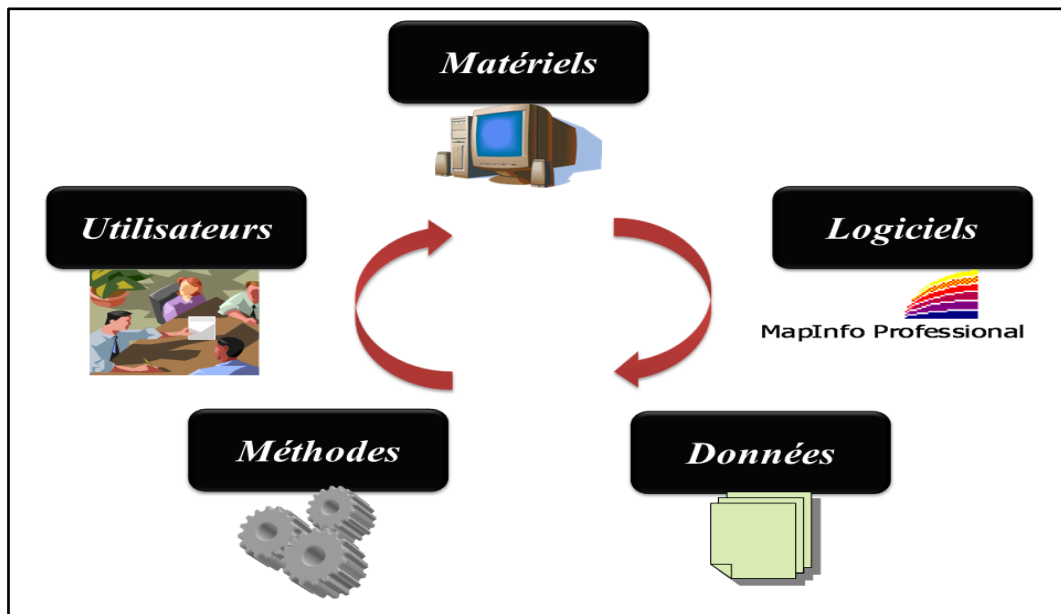 Matériels
Utilisateurs
Logiciels
MapInfo Professional
Méthodes
Données